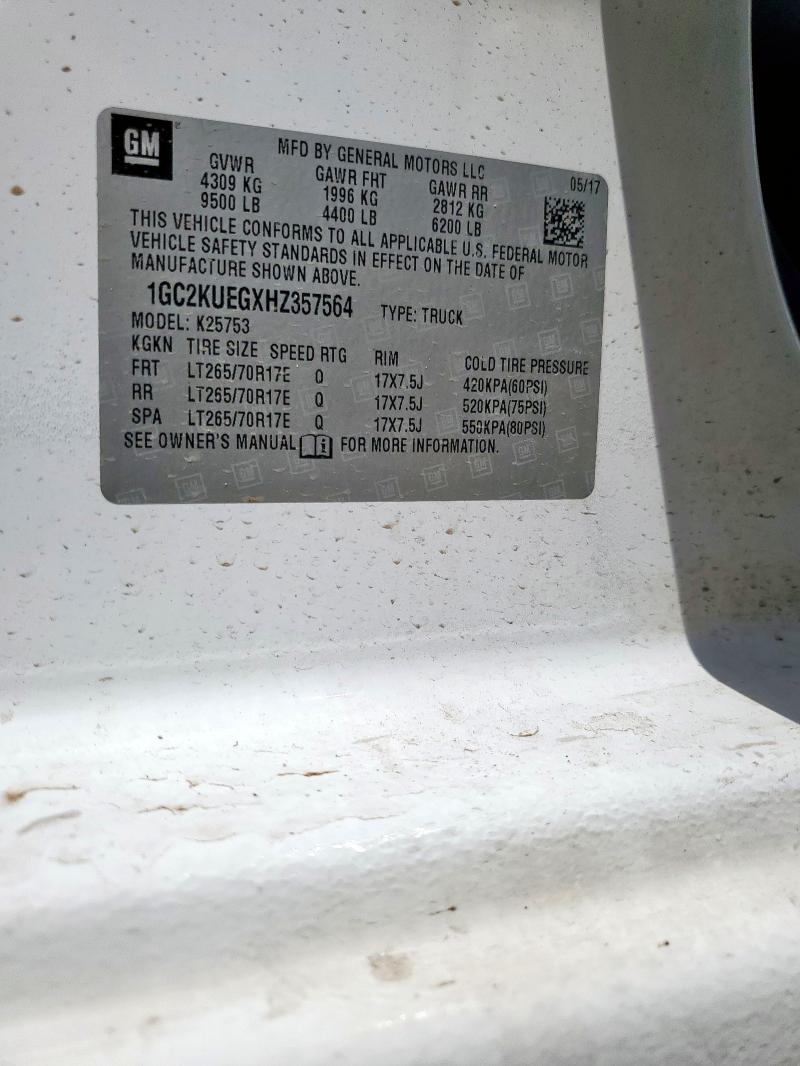 GM
MFD BY GENERAL MOTORS LLC
05/17
GVWR GAWR FHT GAWR RR
4309 KG 1996 KG 2812 KG
9500 LB 4400 LB 6200 LB
THIS VEHICLE CONFORMS TO ALL APPLICABLE U.S. FEDERAL MOTOR
VEHICLE SAFETY STANDARDS IN EFFECT ON THE DATE OF
MANUFACTURE SHOWN ABOVE.
1GC2KUEGXHZ357564 TYPE: TRUCK
MODEL: K25753
KGKN TIRE SIZE SPEED RTG RIM COLD TIRE PRESSURE
FRT LT265/70R17E Q 17X7.5J 420KPA(60PSI)
RR LT265/70R17E Q 17X7.5J 520KPA(75PSI)
SPA LT265/70R17E Q 17X7.5J 550KPA(80PSI)
SEE OWNER'S MANUAL FOR MORE INFORMATION.